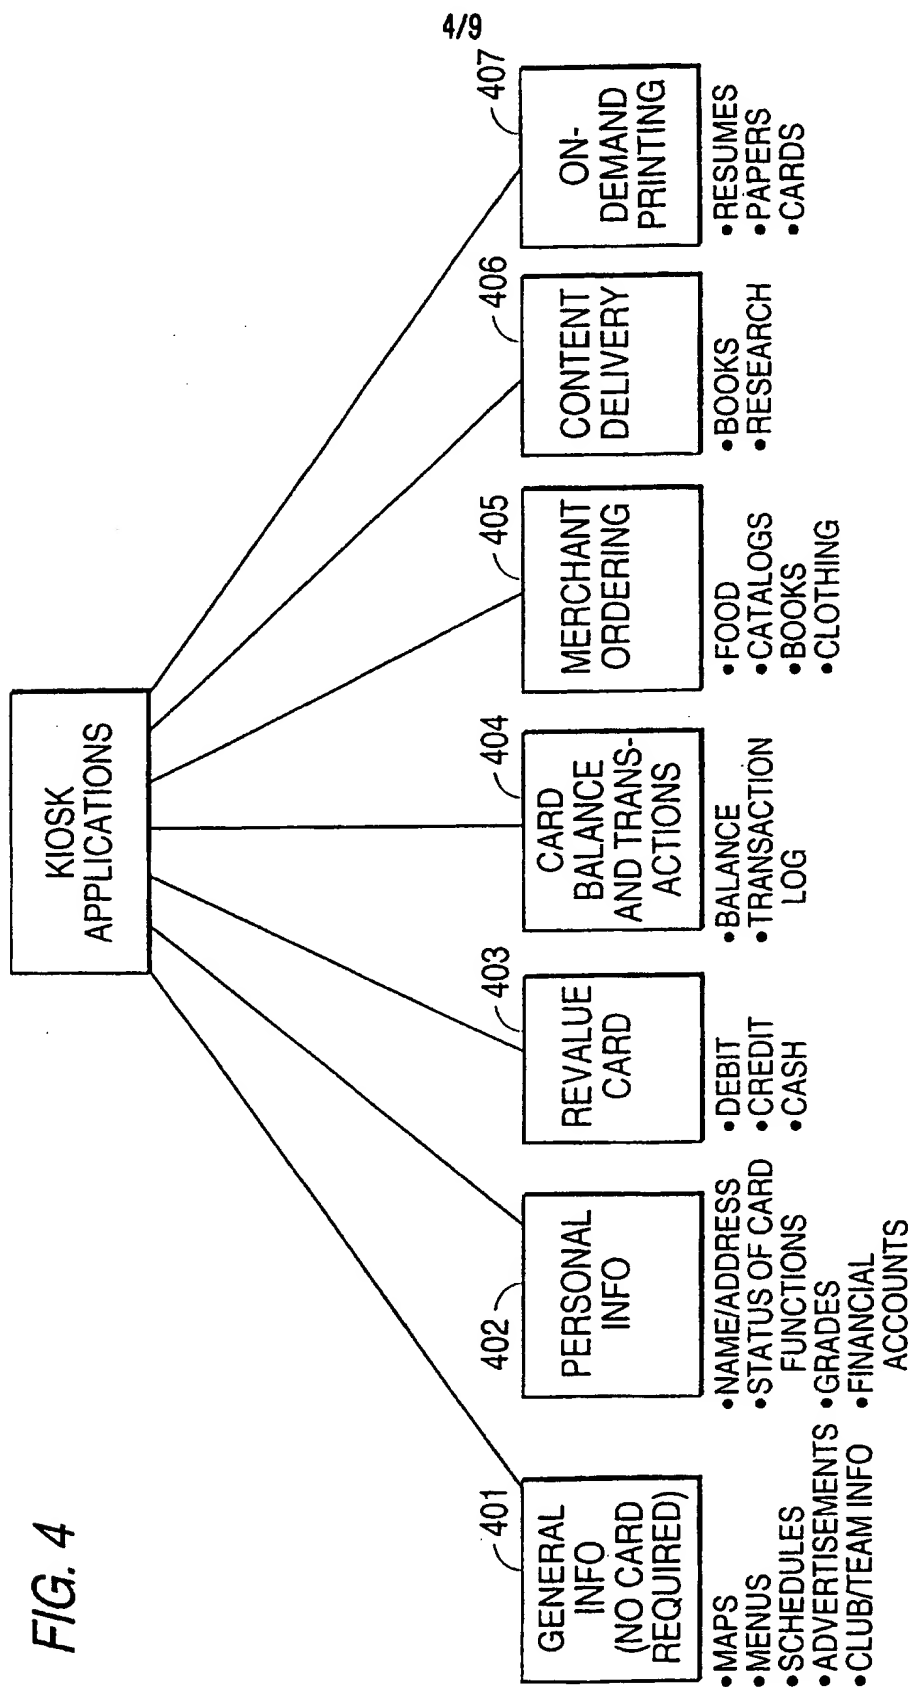 4/9
FIG. 4
KIOSK
APPLICATIONS
401
GENERAL
INFO
(NO CARD
REQUIRED)
•MAPS
•MENUS
•SCHEDULES
•ADVERTISEMENTS
•CLUB/TEAM INFO
402
PERSONAL
INFO
•NAME/ADDRESS
•STATUS OF CARD
FUNCTIONS
•GRADES
•FINANCIAL
ACCOUNTS
403
REVALUE
CARD
•DEBIT
•CREDIT
•CASH
404
CARD
BALANCE
AND TRANS-
ACTIONS
•BALANCE
•TRANSACTION
LOG
405
MERCHANT
ORDERING
•FOOD
•CATALOGS
•BOOKS
•CLOTHING
406
CONTENT
DELIVERY
•BOOKS
•RESEARCH
407
ON-
DEMAND
PRINTING
•RESUMES
•PAPERS
•CARDS